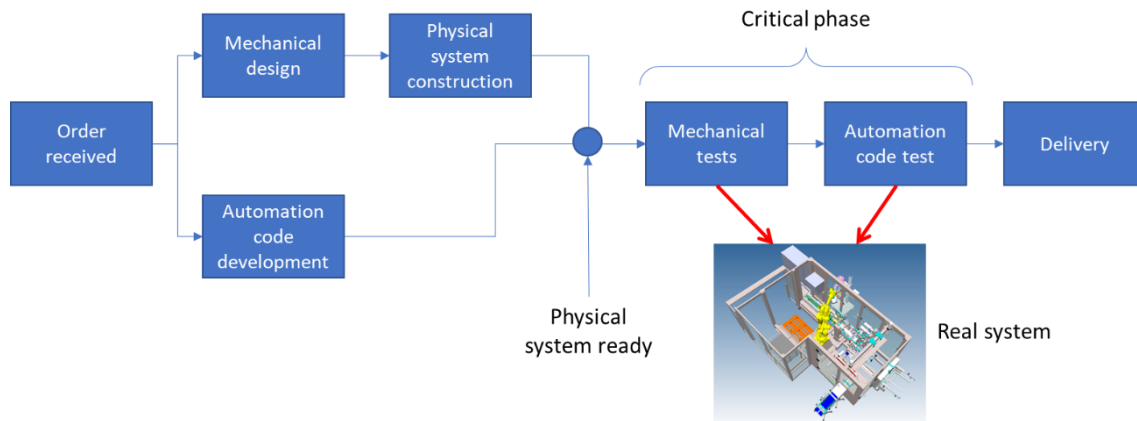 Critical phase
Mechanical
design
Physical
system
construction
Order
received
Mechanical
tests
Automation
code test
Delivery
Automation
code
development
Physical
system ready
Real system